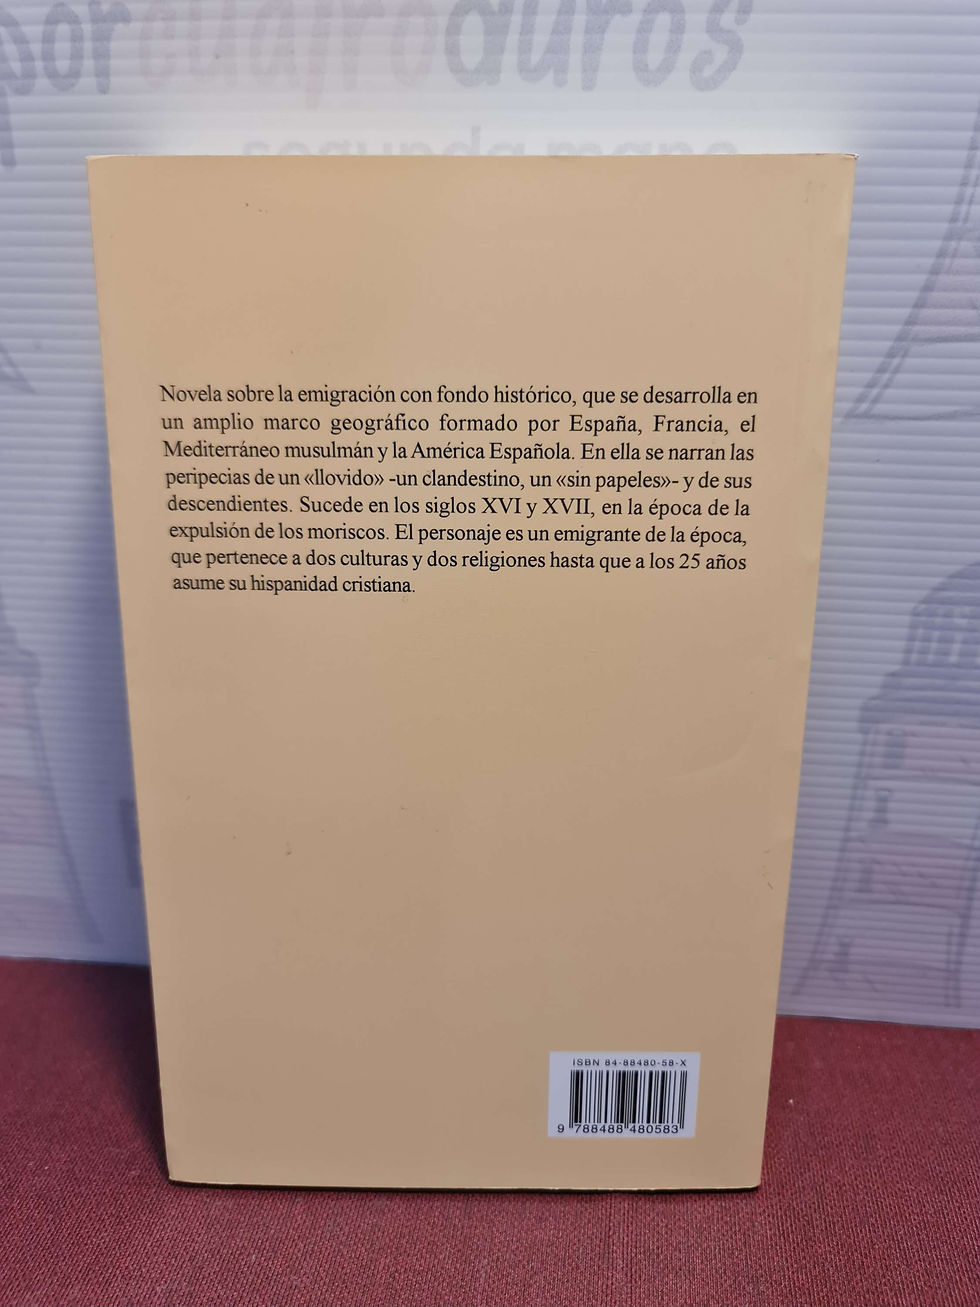 porcuatroduros
segunda mano
Novela sobre la emigración con fondo histórico, que se desarrolla en
un amplio marco geográfico formado por España, Francia, el
Mediterráneo musulmán y la América Española. En ella se narran las
peripecias de un «llovido» -un clandestino, un «sin papeles»- y de sus
descendientes. Sucede en los siglos XVI y XVII, en la época de la
expulsión de los moriscos. El personaje es un emigrante de la época,
que pertenece a dos culturas y dos religiones hasta que a los 25 años
asume su hispanidad cristiana.
ISBN 84-88480-58-X
9 788488 480583